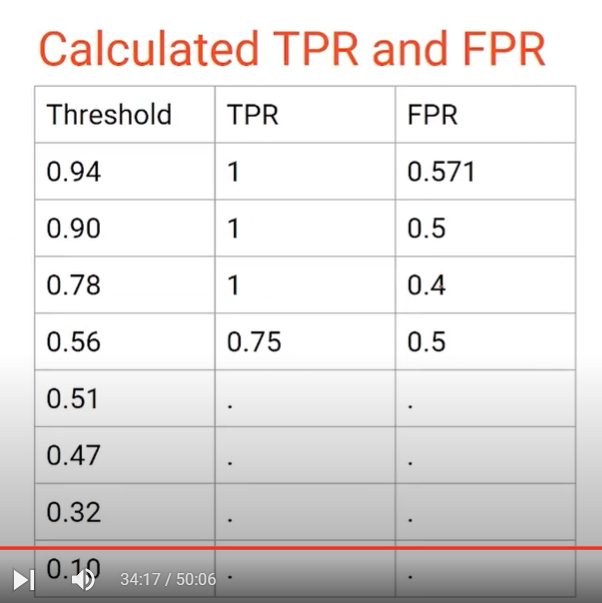 Calculated TPR and FPR
Threshold TPR FPR
0.94 1 0.571
0.90 1 0.5
0.78 1 0.4
0.56 0.75 0.5
0.51 . .
0.47 . .
0.32 . .
0.10 . .
34:17 / 50:06